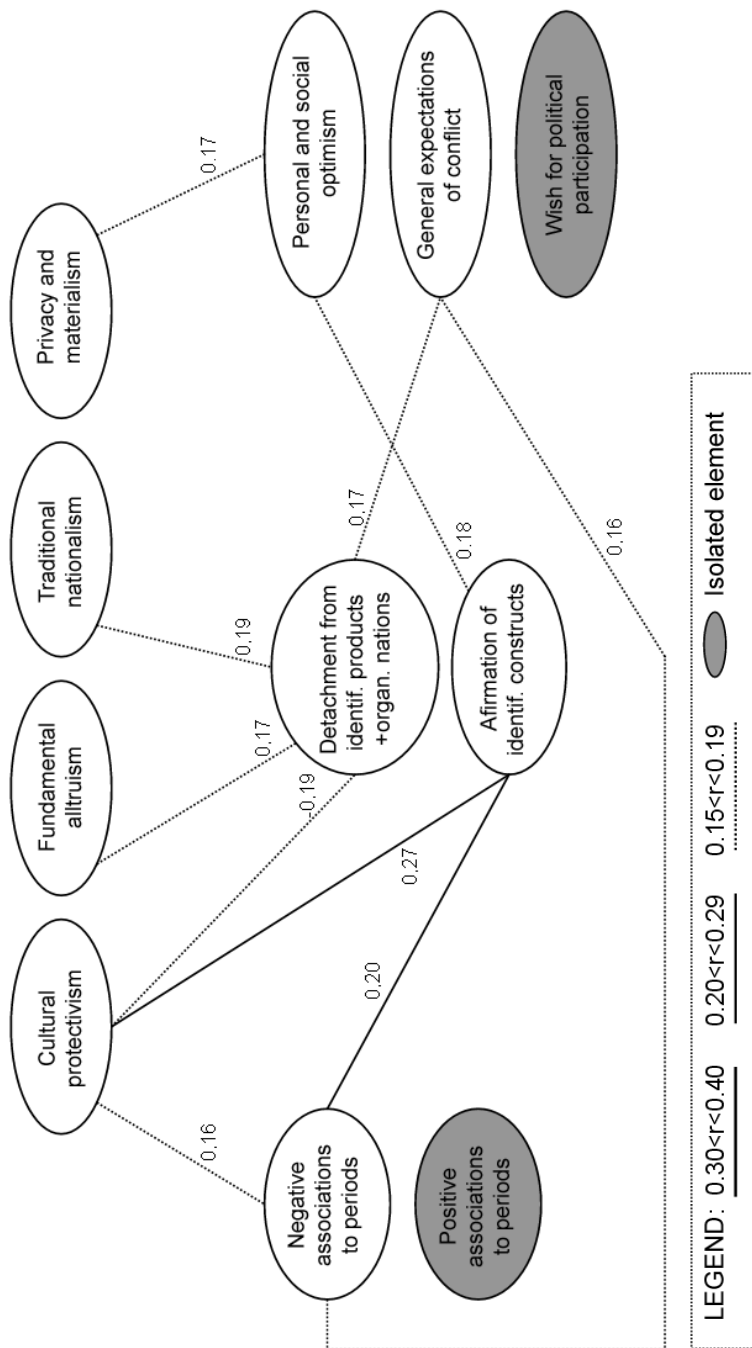 Cultural
protectivism
Fundamental
alltruism
Traditional
nationalism
Privacy and
materialism
0,16
-0,19
0,17
0,19
0.17
Negative
associations
to periods
Detachment from
identif. products
+organ. nations
Personal and social
optimism
0,27
0,20
0,17
0.18
Positive
associations
to periods
Afirmation of
identif. constructs
General expectations
of conflict
Wish for political
participation
0,16
LEGEND: 0.30<r<0.40 0.20<r<0.29 0.15<r<0.19 Isolated element